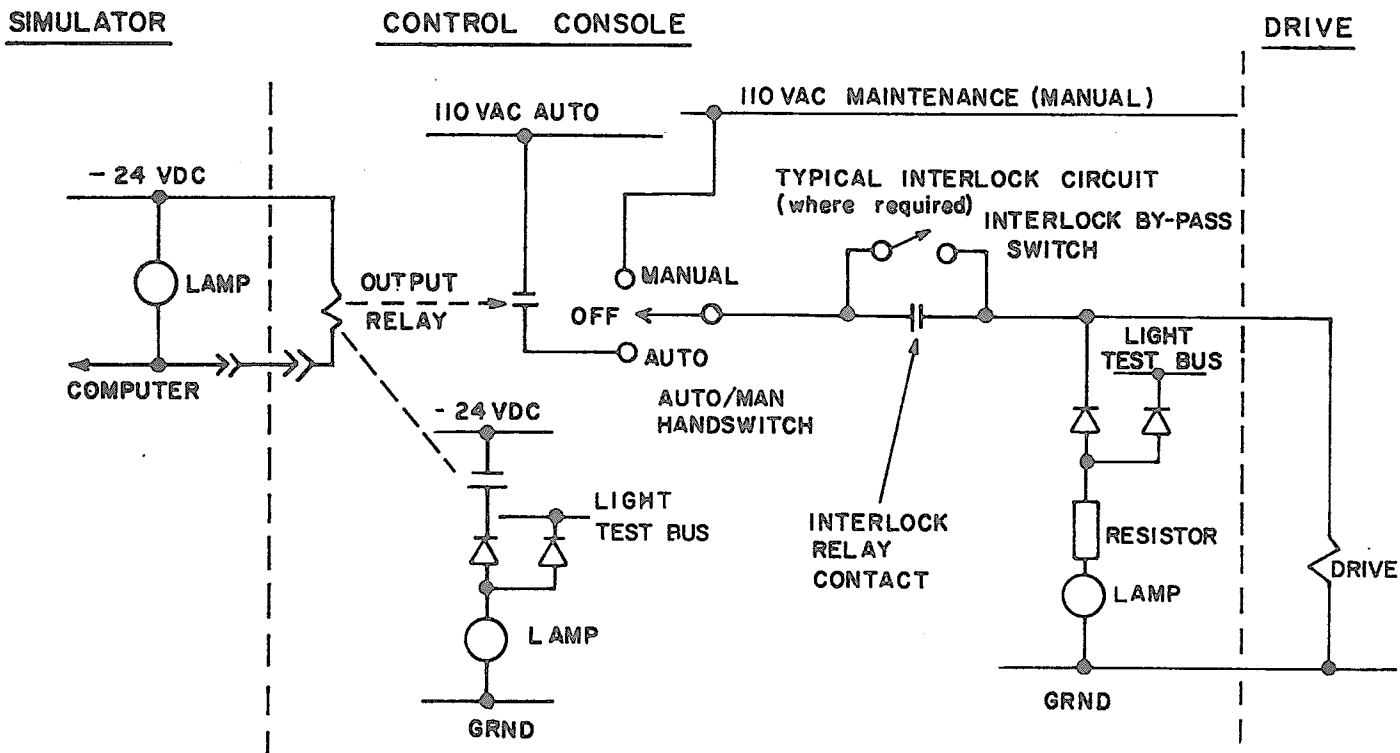 SIMULATOR
CONTROL CONSOLE
DRIVE
110 VAC AUTO
110 VAC MAINTENANCE (MANUAL)
- 24 VDC
TYPICAL INTERLOCK CIRCUIT
(where required)
INTERLOCK BY-PASS
SWITCH
LAMP
OUTPUT
RELAY
MANUAL
OFF
AUTO
COMPUTER
AUTO/MAN
HANDSWITCH
LIGHT
TEST BUS
- 24 VDC
LIGHT
TEST BUS
INTERLOCK
RELAY
CONTACT
RESISTOR
DRIVE
LAMP
LAMP
GRND
GRND